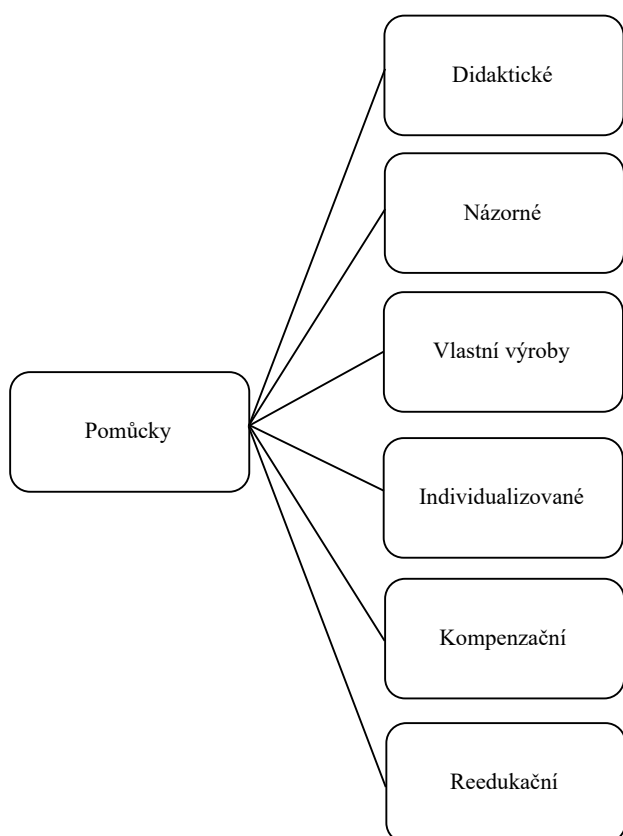 Didaktické
Názorné
Vlastní výroby
Pomůcky
Individualizované
Kompenzační
Reedukační